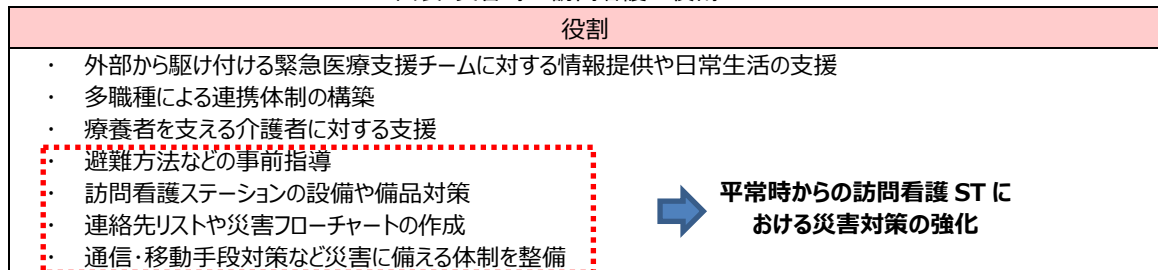 役割
・ 外部から駆け付ける緊急医療支援チームに対する情報提供や日常生活の支援
・ 多職種による連携体制の構築
・ 療養者を支える介護者に対する支援
・ 避難方法などの事前指導
・ 訪問看護ステーションの設備や備品対策
・ 連絡先リストや災害フローチャートの作成
・ 通信・移動手段対策など災害に備える体制を整備
平常時からの訪問看護 ST に
おける災害対策の強化